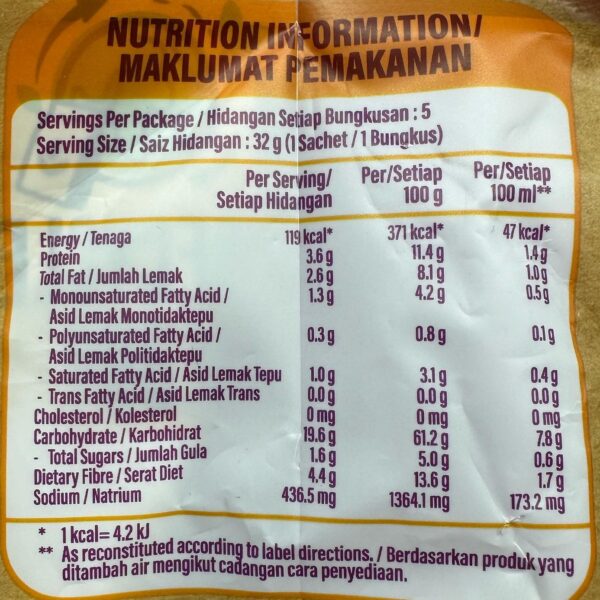 NUTRITION INFORMATION/
MAKLUMAT PEMAKANAN
Servings Per Package / Hidangan Setiap Bungkusan : 5
Serving Size / Saiz Hidangan : 32 g (1 Sachet / 1 Bungkus)
Per Serving/ Per/Setiap Per/Setiap
Setiap Hidangan 100 g 100 ml**
Energy / Tenaga 119 kcal* 371 kcal* 47 kcal*
Protein 3.6 g 11.4 g 1.4 g
Total Fat / Jumlah Lemak 2.6 g 8.1 g 1.0 g
- Monounsaturated Fatty Acid / 1.3 g 4.2 g 0.5 g
Asid Lemak Monotidaktepu
- Polyunsaturated Fatty Acid / 0.3 g 0.8 g 0.1 g
Asid Lemak Politidaktepu
- Saturated Fatty Acid / Asid Lemak Tepu 1.0 g 3.1 g 0.4 g
- Trans Fatty Acid / Asid Lemak Trans 0.0 g 0.0 g 0.0 g
Cholesterol / Kolesterol 0 mg 0 mg 0 mg
Carbohydrate / Karbohidrat 19.6 g 61.2 g 7.8 g
- Total Sugars / Jumlah Gula 1.6 g 5.0 g 0.6 g
Dietary Fibre / Serat Diet 4.4 g 13.6 g 1.7 g
Sodium / Natrium 436.5 mg 1364.1 mg 173.2 mg
* 1 kcal= 4.2 kJ
** As reconstituted according to label directions. / Berdasarkan produk yang
ditambah air mengikut cadangan cara penyediaan.